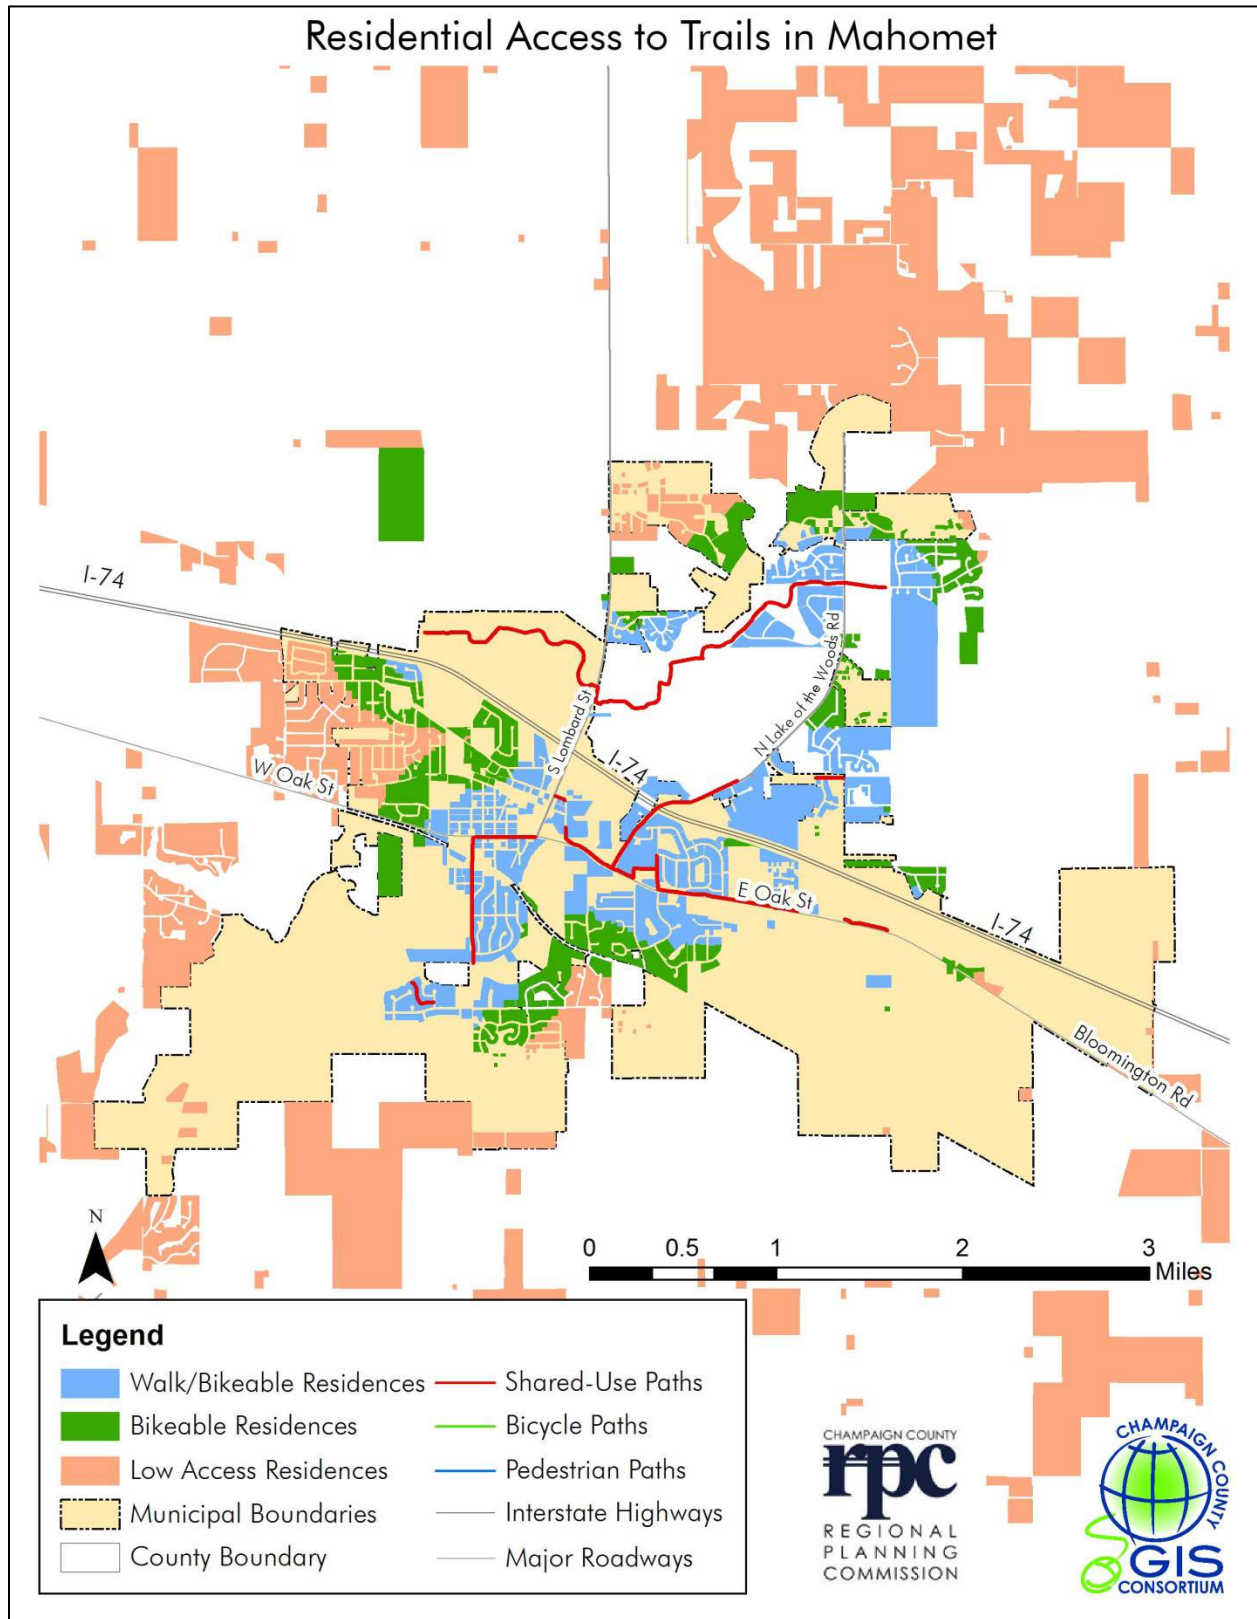 Residential Access to Trails in Mahomet
I-74
W Oak St
S Lombard St
N Lake of the Woods Rd
I-74
E Oak St
I-74
Bloomington Rd
N
0 0.5 1 2 3
Miles
Legend
Walk/Bikeable Residences
Bikeable Residences
Low Access Residences
Municipal Boundaries
County Boundary
Shared-Use Paths
Bicycle Paths
Pedestrian Paths
Interstate Highways
Major Roadways
CHAMPAIGN COUNTY
rpc
REGIONAL
PLANNING
COMMISSION
CHAMPAIGN COUNTY
GIS
CONSORTIUM